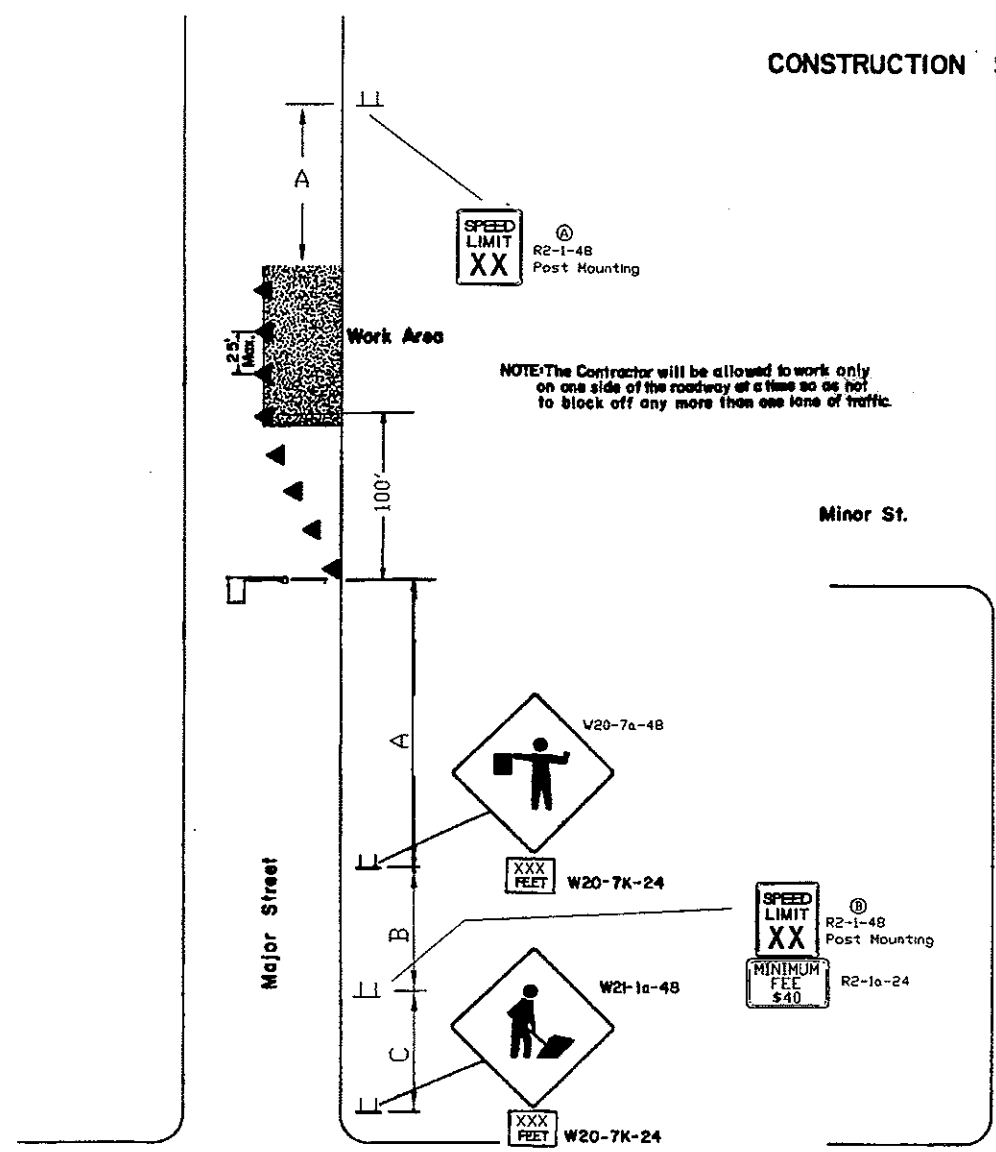 CONSTRUCTION
A
SPEED
LIMIT
XX
Ⓐ
R2-1-48
Post Mounting
25'
Max.
Work Area
NOTE:The Contractor will be allowed to work only
on one side of the roadway at a time so as not
to block off any more than one lane of traffic.
100'
Minor St.
A
W20-7a-48
XXX
FEET
W20-7K-24
Major Street
B
SPEED
LIMIT
XX
MINIMUM
FEE
$40
Ⓑ
R2-1-48
Post Mounting
R2-1a-24
W21-1a-48
C
XXX
FEET
W20-7K-24